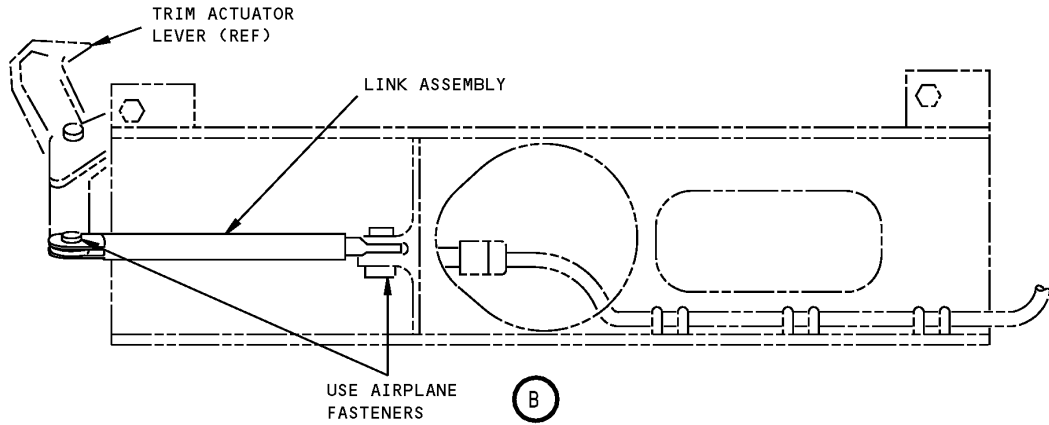 TRIM ACTUATOR
LEVER (REF)
LINK ASSEMBLY
USE AIRPLANE
FASTENERS
B